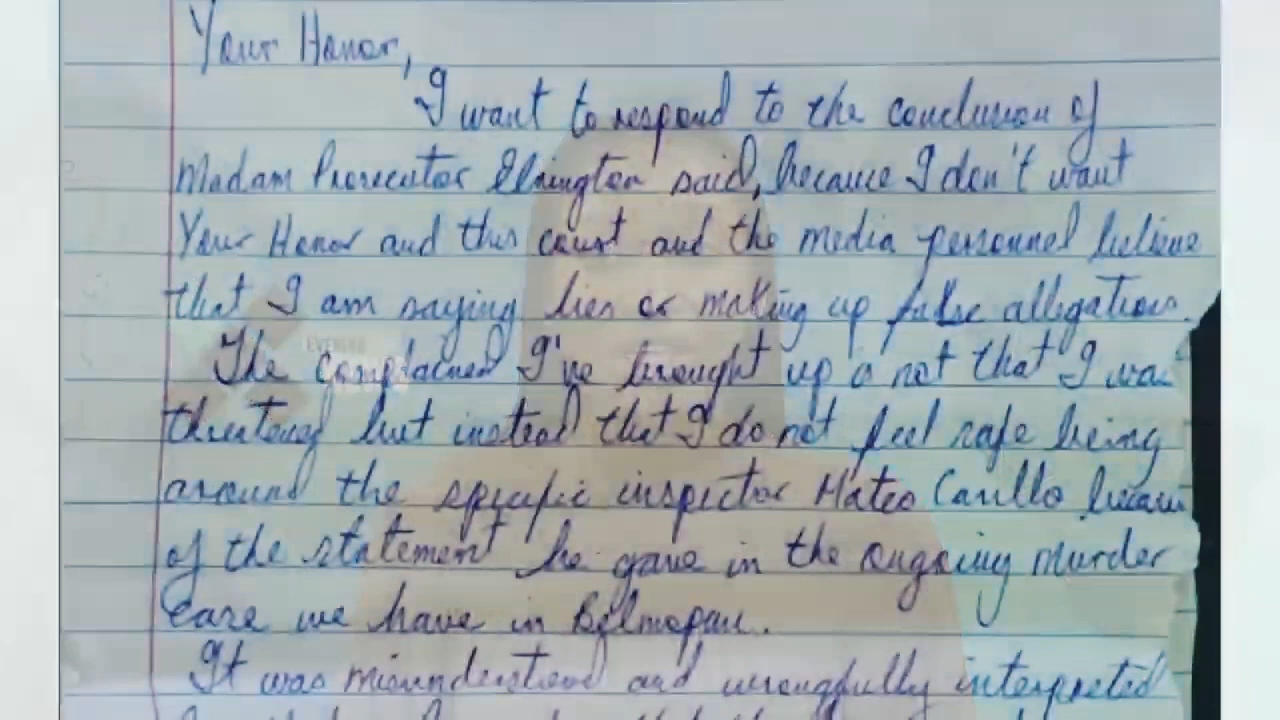 Your Honor,
I want to respond to the conclusion of
Madam Prosecutor Elrington said, because I don't want
Your Honor and this court and the media personnel believe
that I am saying lies or making up false allegations.
EVENING
The complained I've brought up is not that I was
threatened but instead that I do not feel safe being
around the specific inspector Mateo Carillo because
of the statement he gave in the ongoing murder
case we have in Belmopan.
It was misunderstood and wrongfully interpreted